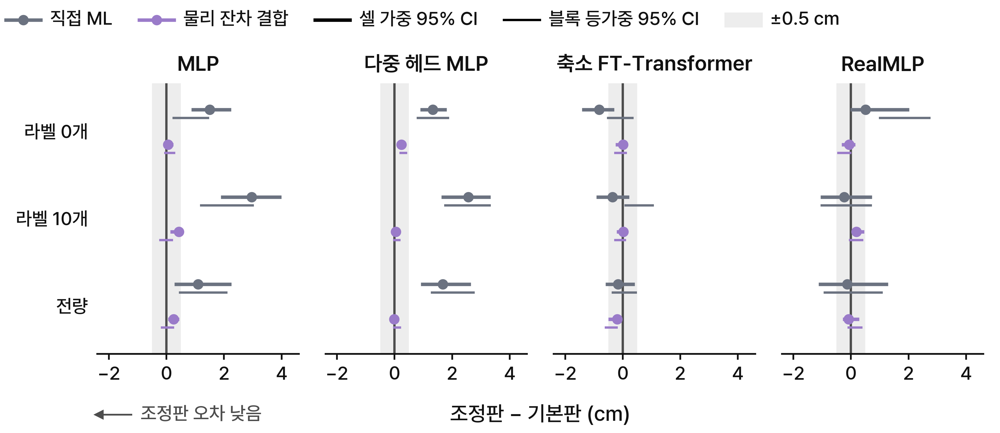 직접 ML 물리 잔차 결합 셀 가중 95% CI 블록 등가중 95% CI ±0.5 cm
MLP 다중 헤드 MLP 축소 FT-Transformer RealMLP
라벨 0개
라벨 10개
전량
−2 0 2 4 −2 0 2 4 −2 0 2 4 −2 0 2 4
조정판 오차 낮음 조정판 − 기본판 (cm)